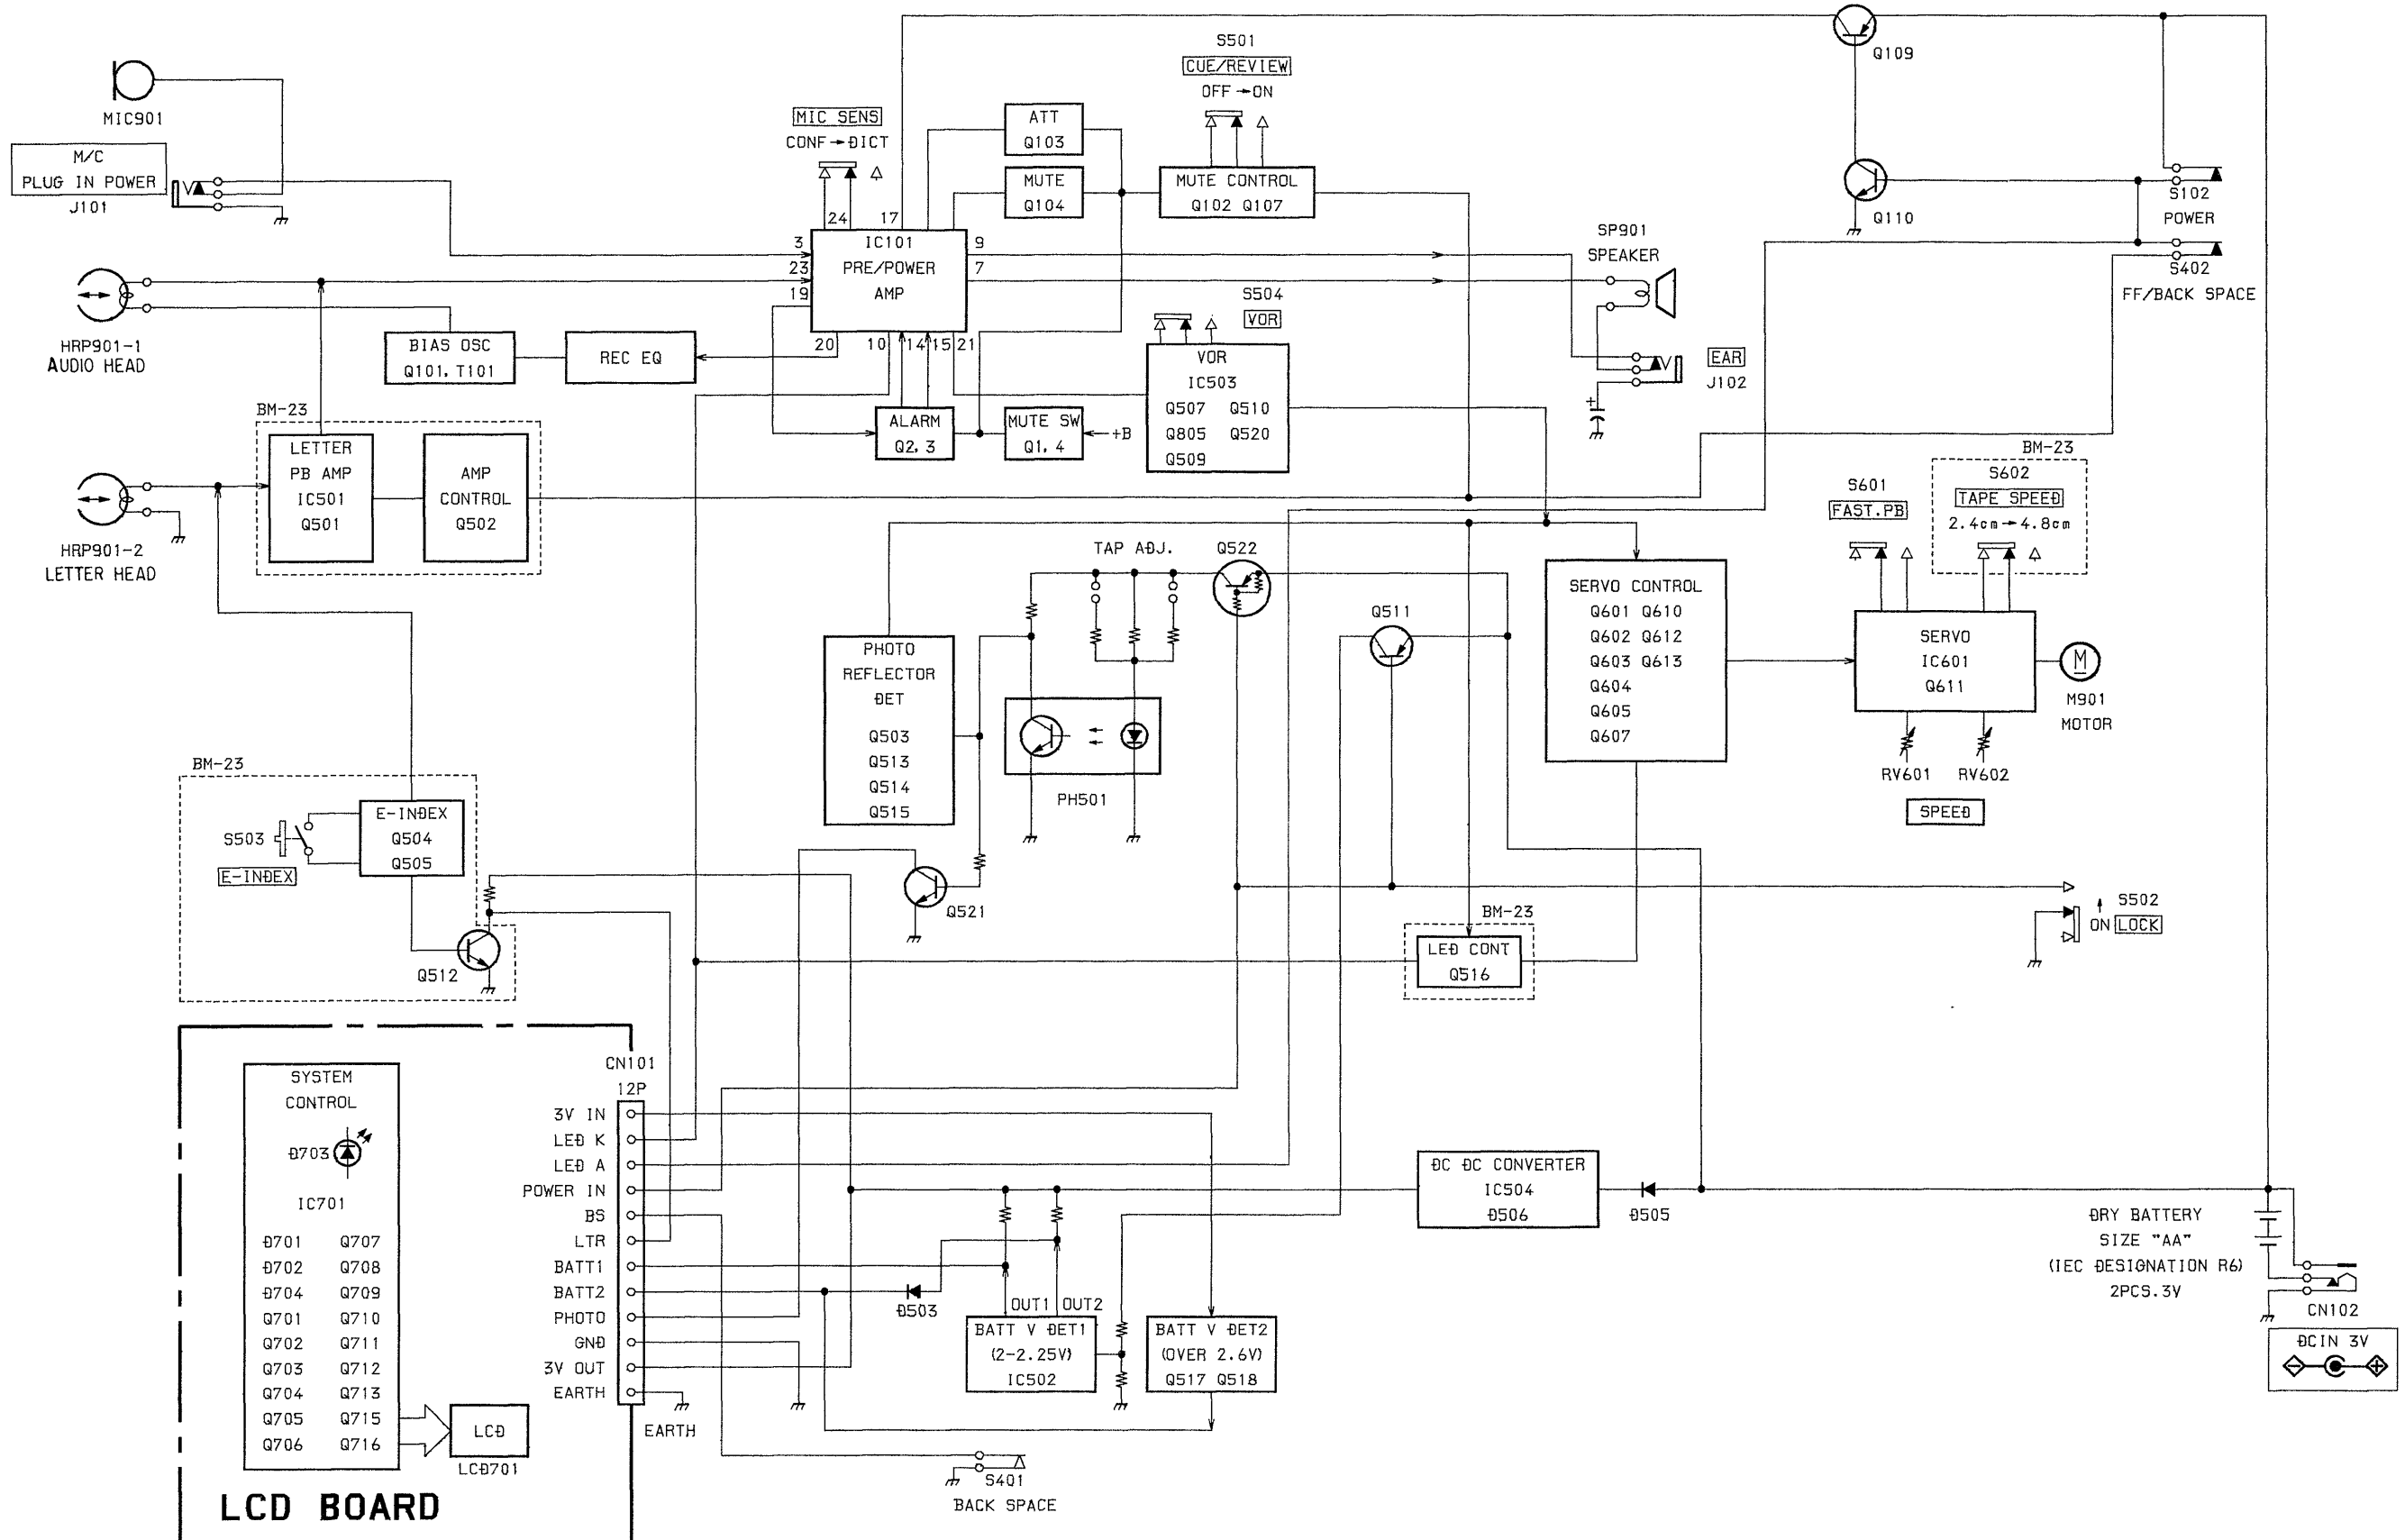 MIC901
M/C
PLUG IN POWER
J101
HRP901-1
AUDIO HEAD
HRP901-2
LETTER HEAD
BIAS OSC
Q101, T101
REC EQ
BM-23
LETTER
PB AMP
IC501
Q501
AMP
CONTROL
Q502
MIC SENS
CONF → DICT
24
17
3
23
19
IC101
PRE/POWER
AMP
9
7
20
10
14
15
21
ATT
Q103
MUTE
Q104
S501
CUE/REVIEW
OFF → ON
MUTE CONTROL
Q102 Q107
ALARM
Q2, 3
MUTE SW
Q1, 4
+B
S504
VOR
VOR
IC503
Q507 Q510
Q805 Q520
Q509
SP901
SPEAKER
EAR
J102
+
Q109
Q110
S102
POWER
S402
FF/BACK SPACE
BM-23
S602
TAPE SPEED
2.4cm → 4.8cm
S601
FAST.PB
SERVO CONTROL
Q601 Q610
Q602 Q612
Q603 Q613
Q604
Q605
Q607
SERVO
IC601
Q611
M
M901
MOTOR
RV601
RV602
SPEED
TAP ADJ.
Q522
Q511
PHOTO
REFLECTOR
DET
Q503
Q513
Q514
Q515
PH501
Q521
BM-23
S503
E-INDEX
E-INDEX
Q504
Q505
Q512
BM-23
LED CONT
Q516
S502
ON LOCK
SYSTEM
CONTROL
D703
IC701
D701 Q707
D702 Q708
D704 Q709
Q701 Q710
Q702 Q711
Q703 Q712
Q704 Q713
Q705 Q715
Q706 Q716
LCD
LCD701
LCD BOARD
CN101
12P
3V IN
LED K
LED A
POWER IN
BS
LTR
BATT1
BATT2
PHOTO
GND
3V OUT
EARTH
EARTH
D503
OUT1 OUT2
BATT V DET1
(2-2.25V)
IC502
BATT V DET2
(OVER 2.6V)
Q517 Q518
S401
BACK SPACE
DC DC CONVERTER
IC504
D506
D505
DRY BATTERY
SIZE "AA"
(IEC DESIGNATION R6)
2PCS.3V
CN102
DCIN 3V